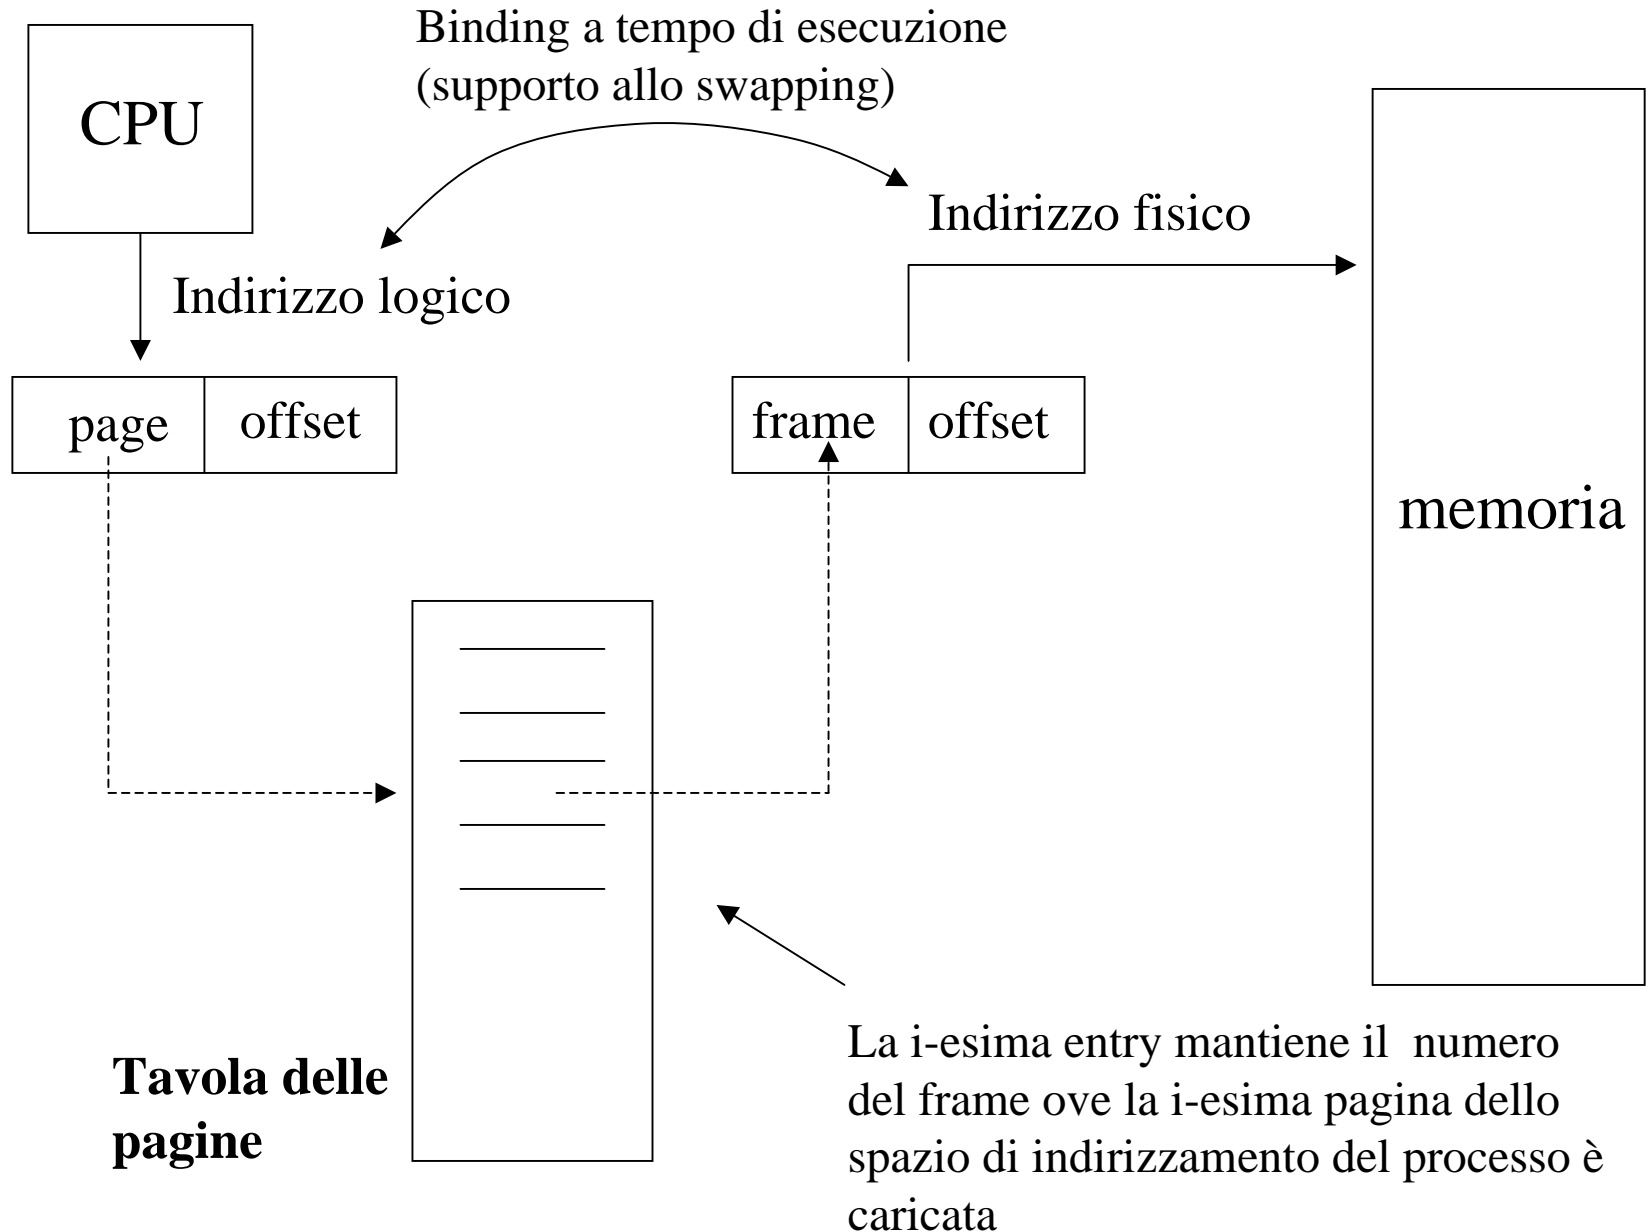 Binding a tempo di esecuzione
(supporto allo swapping)
CPU
Indirizzo fisico
Indirizzo logico
page
offset
frame
offset
memoria
Tavola delle
pagine
La i-esima entry mantiene il numero
del frame ove la i-esima pagina dello
spazio di indirizzamento del processo è
caricata